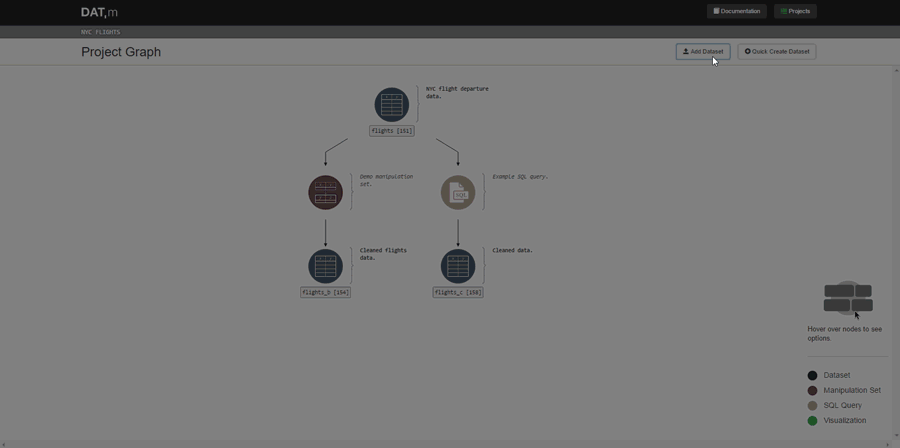 DAT,m
Documentation
Projects
NYC FLIGHTS
Project Graph
Add Dataset
Quick Create Dataset
NYC flight departure
data.
flights [151]
Demo manipulation
set.
SQL
Example SQL query.
Cleaned flights
data.
Cleaned data.
flights_b [154]
flights_c [156]
Hover over nodes to see
options.
Dataset
Manipulation Set
SQL Query
Visualization